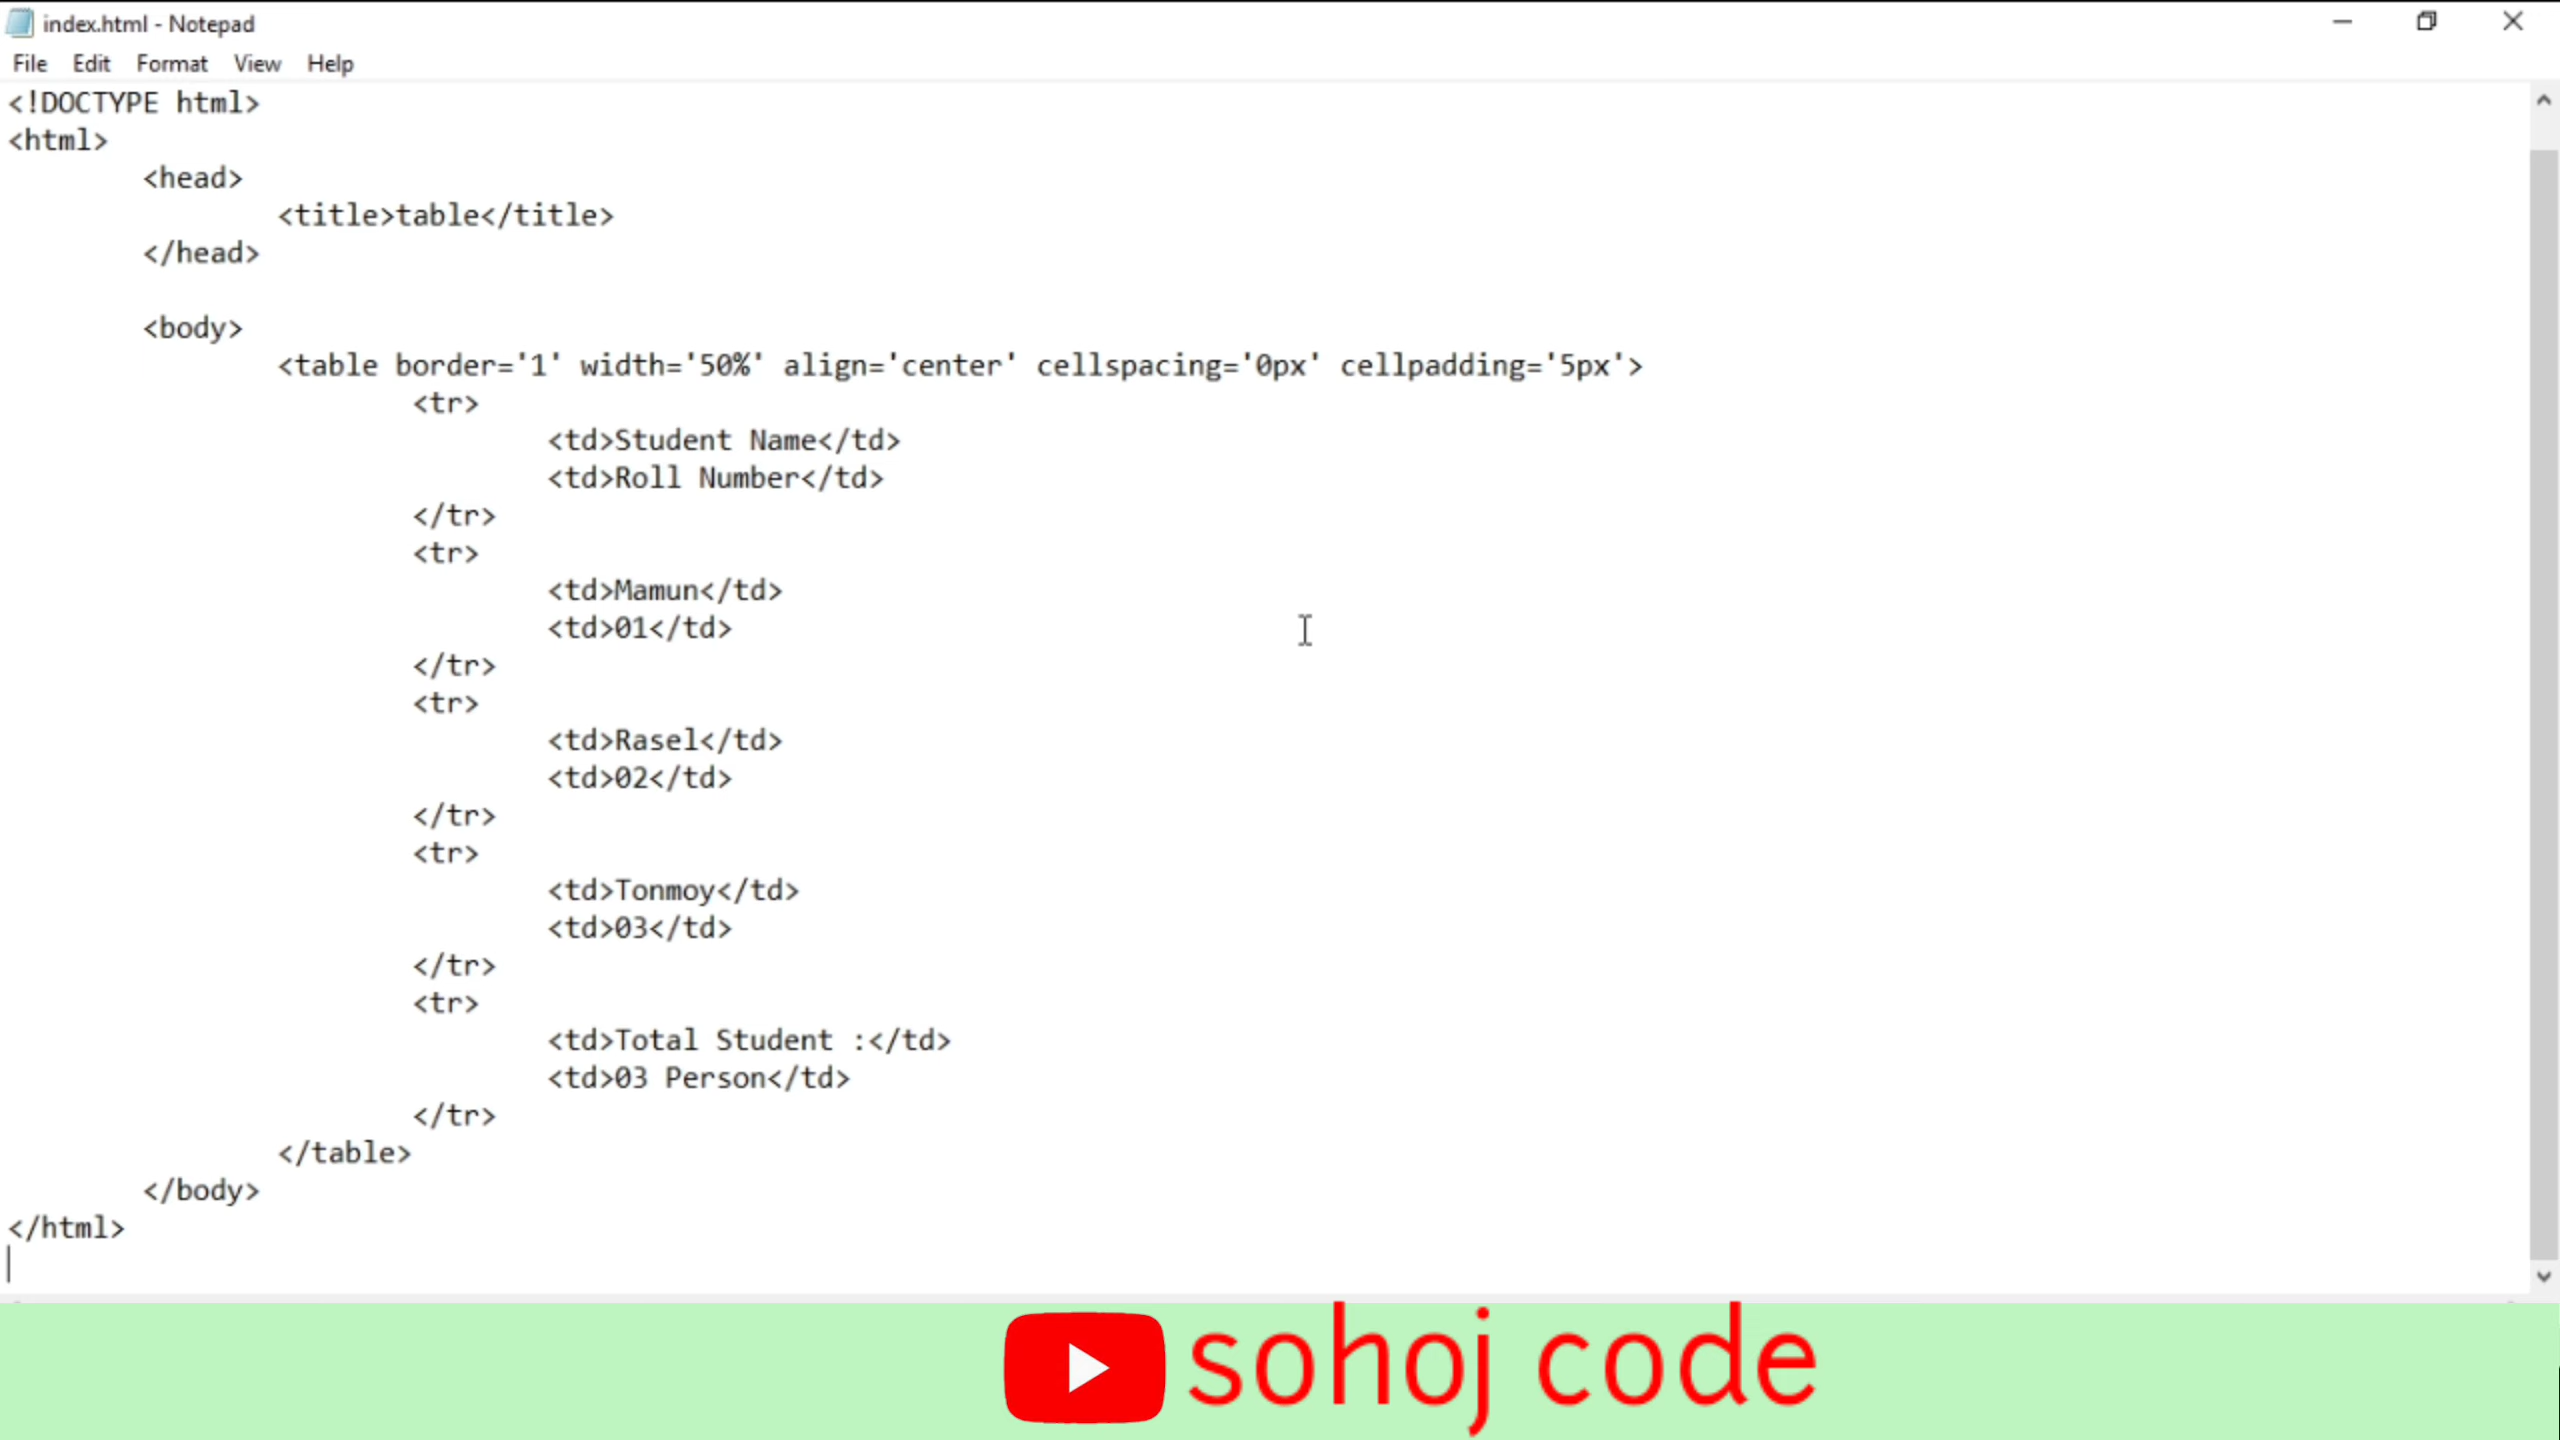 index.html - Notepad
File Edit Format View Help
<!DOCTYPE html>
<html>
<head>
<title>table</title>
</head>
<body>
<table border='1' width='50%' align='center' cellspacing='0px' cellpadding='5px'>
<tr>
<td>Student Name</td>
<td>Roll Number</td>
</tr>
<tr>
<td>Mamun</td>
<td>01</td>
</tr>
<tr>
<td>Rasel</td>
<td>02</td>
</tr>
<tr>
<td>Tonmoy</td>
<td>03</td>
</tr>
<tr>
<td>Total Student :</td>
<td>03 Person</td>
</tr>
</table>
</body>
</html>
sohoj code